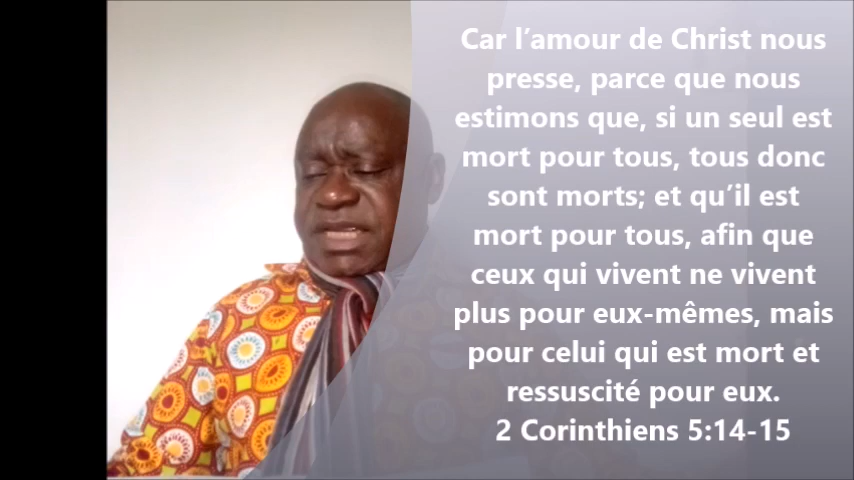 Car l’amour de Christ nous
presse, parce que nous
estimons que, si un seul est
mort pour tous, tous donc
sont morts; et qu’il est
mort pour tous, afin que
ceux qui vivent ne vivent
plus pour eux-mêmes, mais
pour celui qui est mort et
ressuscité pour eux.
2 Corinthiens 5:14-15